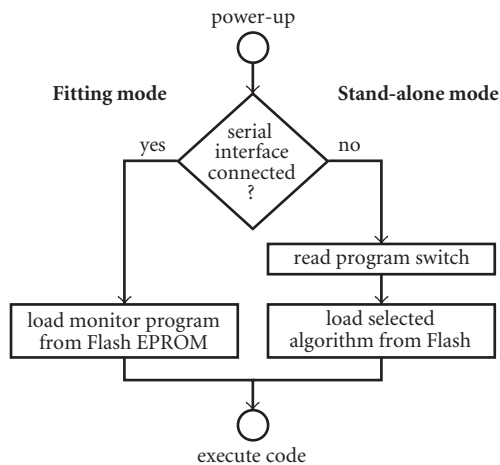 power-up
Fitting mode
Stand-alone mode
serial
interface
connected
?
yes
no
read program switch
load monitor program
from Flash EPROM
load selected
algorithm from Flash
execute code